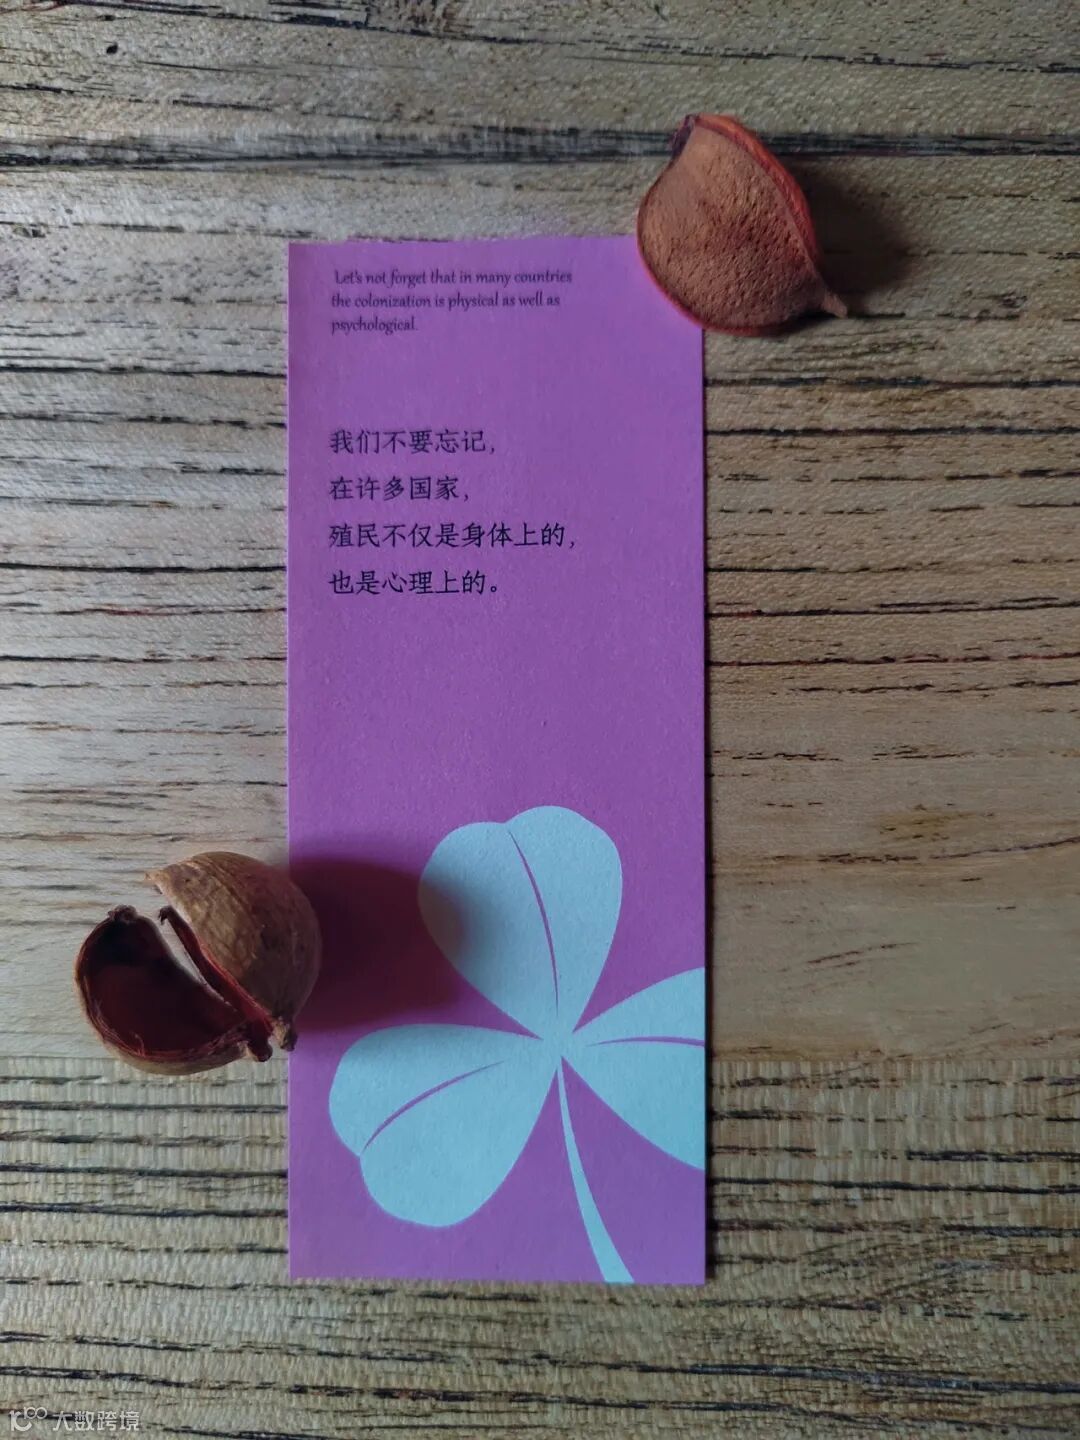 Let's not forget that in many countries
the colonization is physical as well as
psychological.
我们不要忘记，
在许多国家，
殖民不仅是身体上的，
也是心理上的。
大数跨境